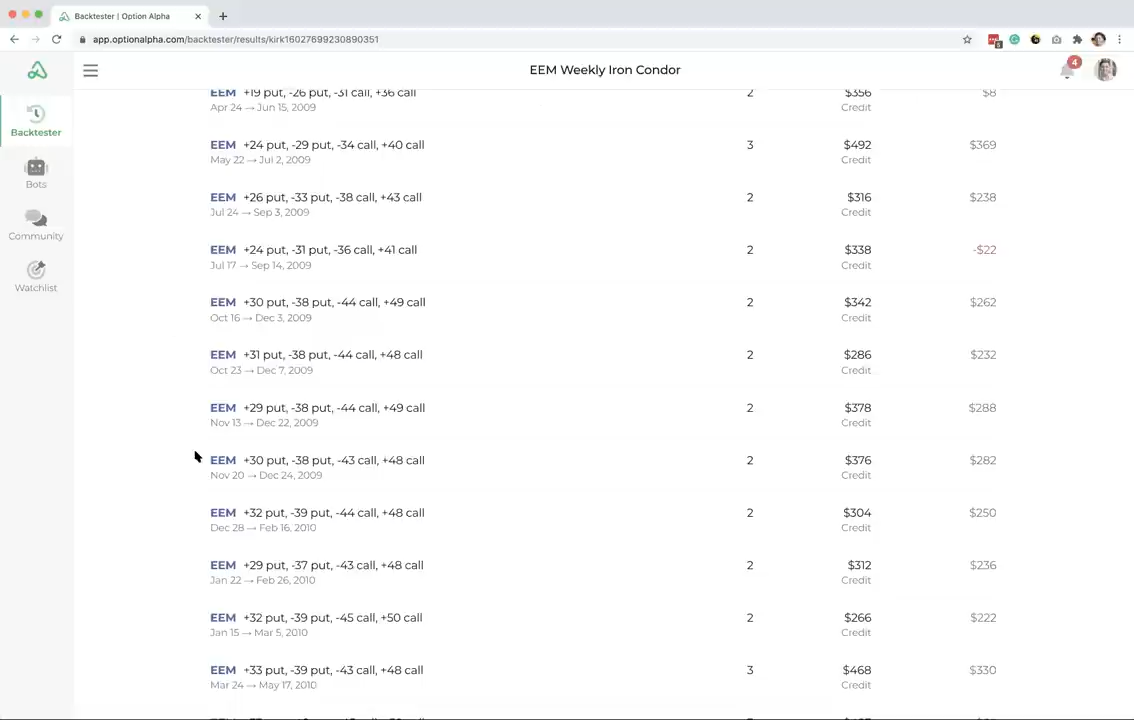 Backtester | Option Alpha
app.optionalpha.com/backtester/results/kirk16027699230890351
5
EEM Weekly Iron Condor
4
Backtester
Bots
Community
Watchlist
EEM +19 put, -26 put, -31 call, +36 call 2 $356 $8
Apr 24 → Jun 15, 2009 Credit
EEM +24 put, -29 put, -34 call, +40 call 3 $492 $369
May 22 → Jul 2, 2009 Credit
EEM +26 put, -33 put, -38 call, +43 call 2 $316 $238
Jul 24 → Sep 3, 2009 Credit
EEM +24 put, -31 put, -36 call, +41 call 2 $338 -$22
Jul 17 → Sep 14, 2009 Credit
EEM +30 put, -38 put, -44 call, +49 call 2 $342 $262
Oct 16 → Dec 3, 2009 Credit
EEM +31 put, -38 put, -44 call, +48 call 2 $286 $232
Oct 23 → Dec 7, 2009 Credit
EEM +29 put, -38 put, -44 call, +49 call 2 $378 $288
Nov 13 → Dec 22, 2009 Credit
EEM +30 put, -38 put, -43 call, +48 call 2 $376 $282
Nov 20 → Dec 24, 2009 Credit
EEM +32 put, -39 put, -44 call, +48 call 2 $304 $250
Dec 28 → Feb 16, 2010 Credit
EEM +29 put, -37 put, -43 call, +48 call 2 $312 $236
Jan 22 → Feb 26, 2010 Credit
EEM +32 put, -39 put, -45 call, +50 call 2 $266 $222
Jan 15 → Mar 5, 2010 Credit
EEM +33 put, -39 put, -43 call, +48 call 3 $468 $330
Mar 24 → May 17, 2010 Credit